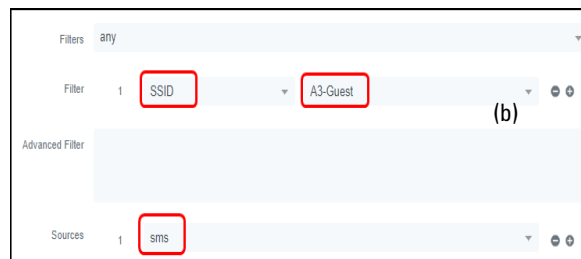 Filters any
Filter 1 SSID A3-Guest
(b)
Advanced Filter
Sources 1 sms